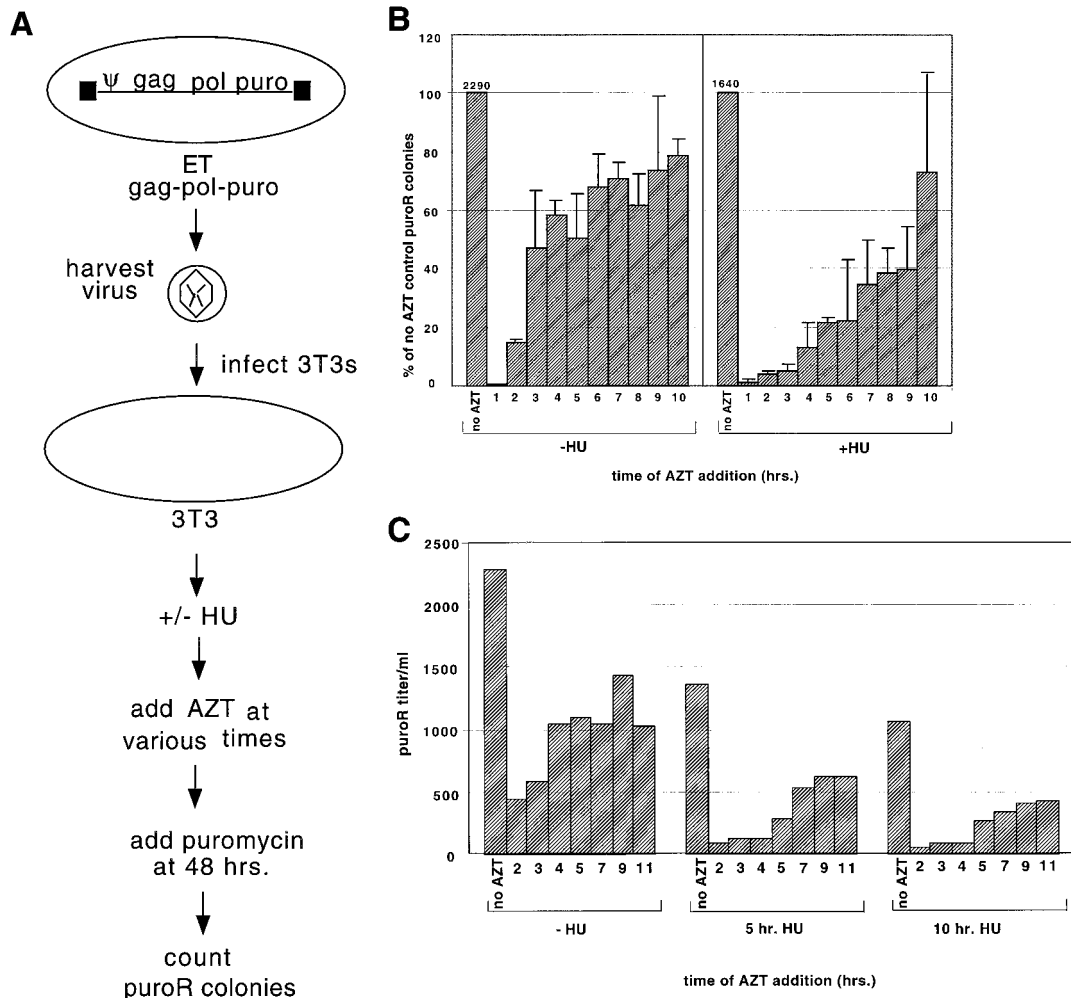 A
ψ gag pol puro
ET
gag-pol-puro
harvest
virus
infect 3T3s
3T3
+/- HU
add AZT at
various times
add puromycin
at 48 hrs.
count
puroR colonies
B
% of no AZT control puroR colonies
120
100
80
60
40
20
0
2290
1640
no AZT 1 2 3 4 5 6 7 8 9 10
no AZT 1 2 3 4 5 6 7 8 9 10
-HU
+HU
time of AZT addition (hrs.)
C
puroR titer/ml
2500
2000
1500
1000
500
0
no AZT 2 3 4 5 7 9 11
no AZT 2 3 4 5 7 9 11
no AZT 2 3 4 5 7 9 11
- HU
5 hr. HU
10 hr. HU
time of AZT addition (hrs.)